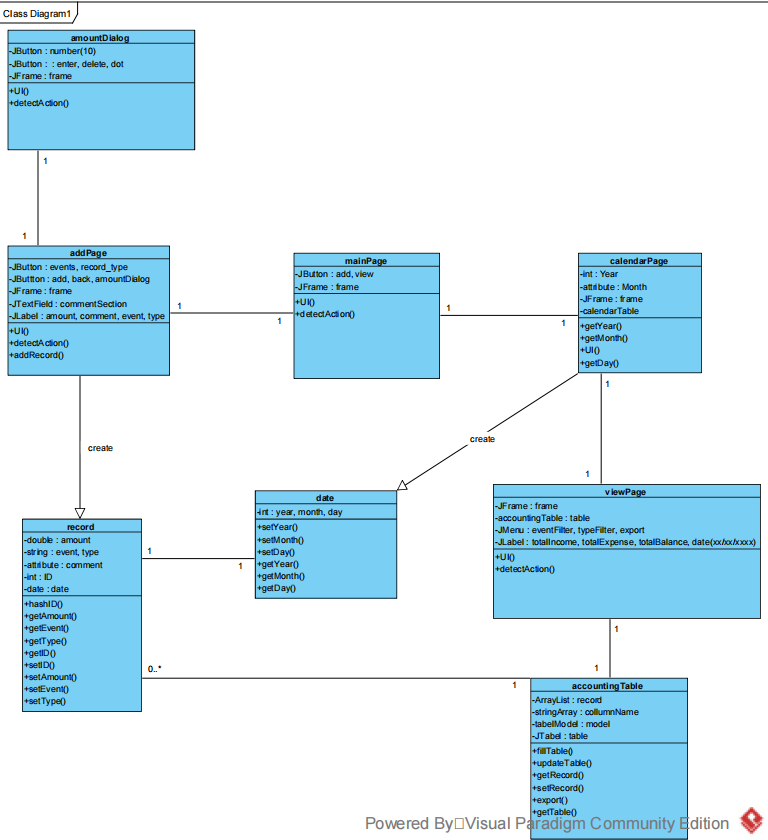 Class Diagram1
amountDialog
-JButton : number(10)
-JButton : : enter, delete, dot
-JFrame : frame
+UI()
+detectAction()
1
1
addPage
-JButton : events, record_type
-JButtton : add, back, amountDialog
-JFrame : frame
-JTextField : commentSection
-JLabel : amount, comment, event, type
+UI()
+detectAction()
+addRecord()
1
1
mainPage
-JButton : add, view
-JFrame : frame
+UI()
+detectAction()
1
1
calendarPage
-int : Year
-attribute : Month
-JFrame : frame
-calendarTable
+getYear()
+getMonth()
+UI()
+getDay()
create
create
1
1
record
-double : amount
-string : event, type
-attribute : comment
-int : ID
-date : date
+hashID()
+getAmount()
+getEvent()
+getType()
+getID()
+setID()
+setAmount()
+setEvent()
+setType()
1
1
date
-int : year, month, day
+setYear()
+setMonth()
+setDay()
+getYear()
+getMonth()
+getDay()
viewPage
-JFrame : frame
-accountingTable : table
-JMenu : eventFilter, typeFilter, export
-JLabel : totalIncome, totalExpense, totalBalance, date(xx/xx/xxxx)
+UI()
+detectAction()
1
1
0..*
1
accountingTable
-ArrayList : record
-stringArray : collumnName
-tabelModel : model
-JTabel : table
+fillTable()
+updateTable()
+getRecord()
+setRecord()
+export()
+getTable()
Powered By Visual Paradigm Community Edition